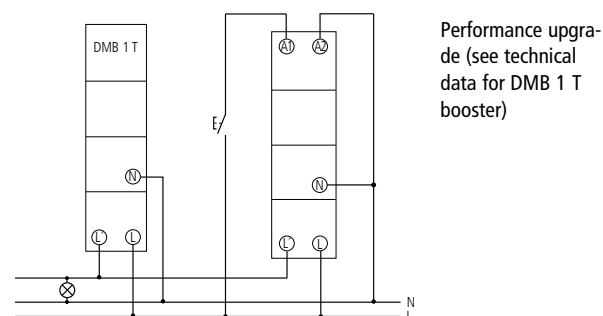 DMB 1 T
A1 A2
Performance upgra-
de (see technical
data for DMB 1 T
booster)
E
N
N
L' L
L' L
N
L